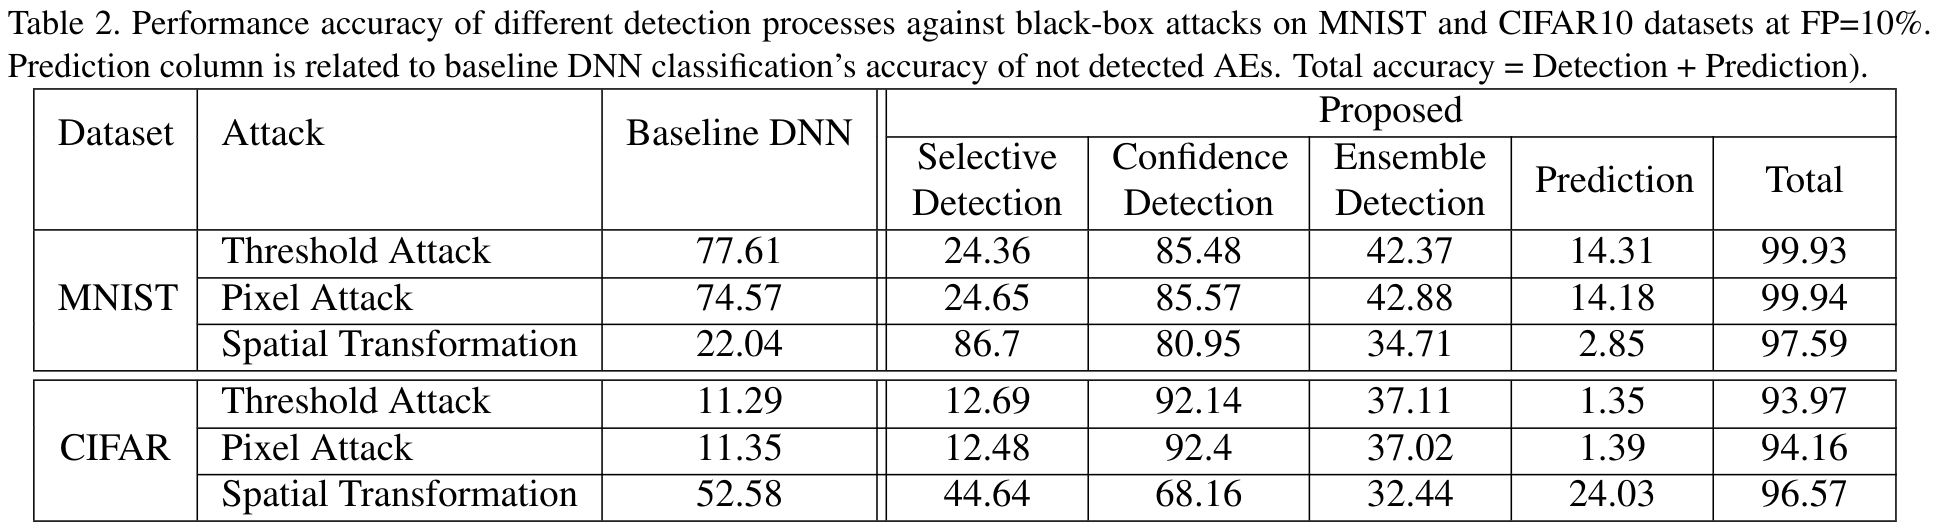 Table 2. Performance accuracy of different detection processes against black-box attacks on MNIST and CIFAR10 datasets at FP=10%.
Prediction column is related to baseline DNN classification's accuracy of not detected AEs. Total accuracy = Detection + Prediction).
Dataset Attack Baseline DNN Proposed
Selective Detection Confidence Detection Ensemble Detection Prediction Total
MNIST
Threshold Attack 77.61 24.36 85.48 42.37 14.31 99.93
Pixel Attack 74.57 24.65 85.57 42.88 14.18 99.94
Spatial Transformation 22.04 86.7 80.95 34.71 2.85 97.59
CIFAR
Threshold Attack 11.29 12.69 92.14 37.11 1.35 93.97
Pixel Attack 11.35 12.48 92.4 37.02 1.39 94.16
Spatial Transformation 52.58 44.64 68.16 32.44 24.03 96.57